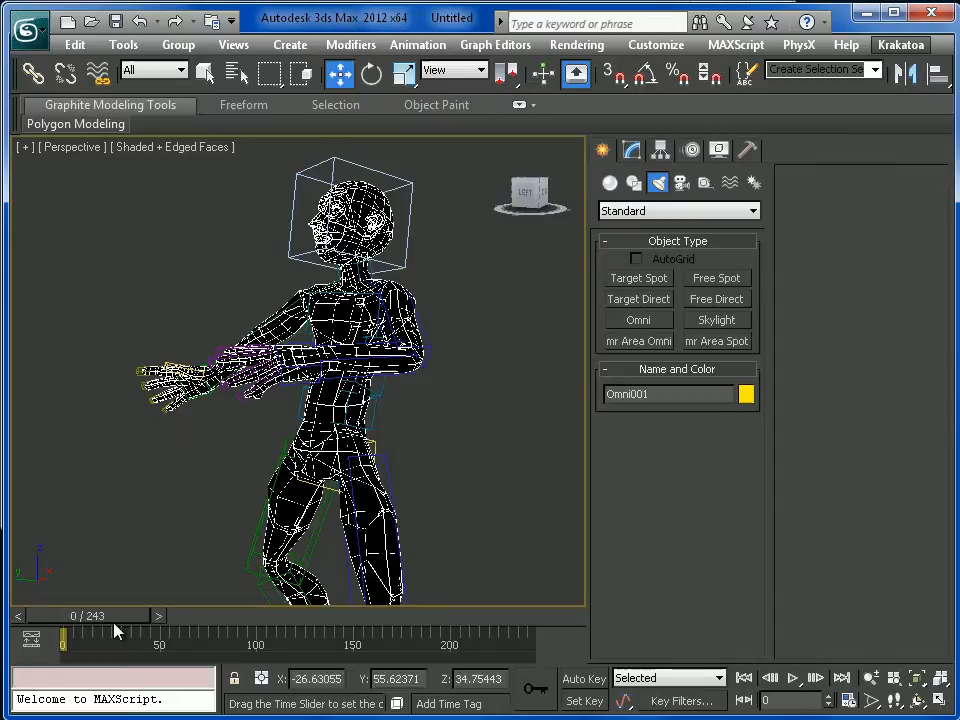 Autodesk 3ds Max 2012 x64 Untitled
Type a keyword or phrase
Edit Tools Group Views Create Modifiers Animation Graph Editors Rendering Customize MAXScript PhysX Help Krakatoa
All View 3 ABC Create Selection Se
Graphite Modeling Tools Freeform Selection Object Paint
Polygon Modeling
[ + ] [ Perspective ] [ Shaded + Edged Faces ]
LEFT
Standard
- Object Type
AutoGrid
Target Spot Free Spot
Target Direct Free Direct
Omni Skylight
mr Area Omni mr Area Spot
- Name and Color
Omni001
z
y x
< 0 / 243 >
0 50 100 150 200
X: -26.63055 Y: 55.62371 Z: 34.75443 Auto Key Selected
Welcome to MAXScript. Drag the Time Slider to set the c Add Time Tag Set Key Key Filters... 0